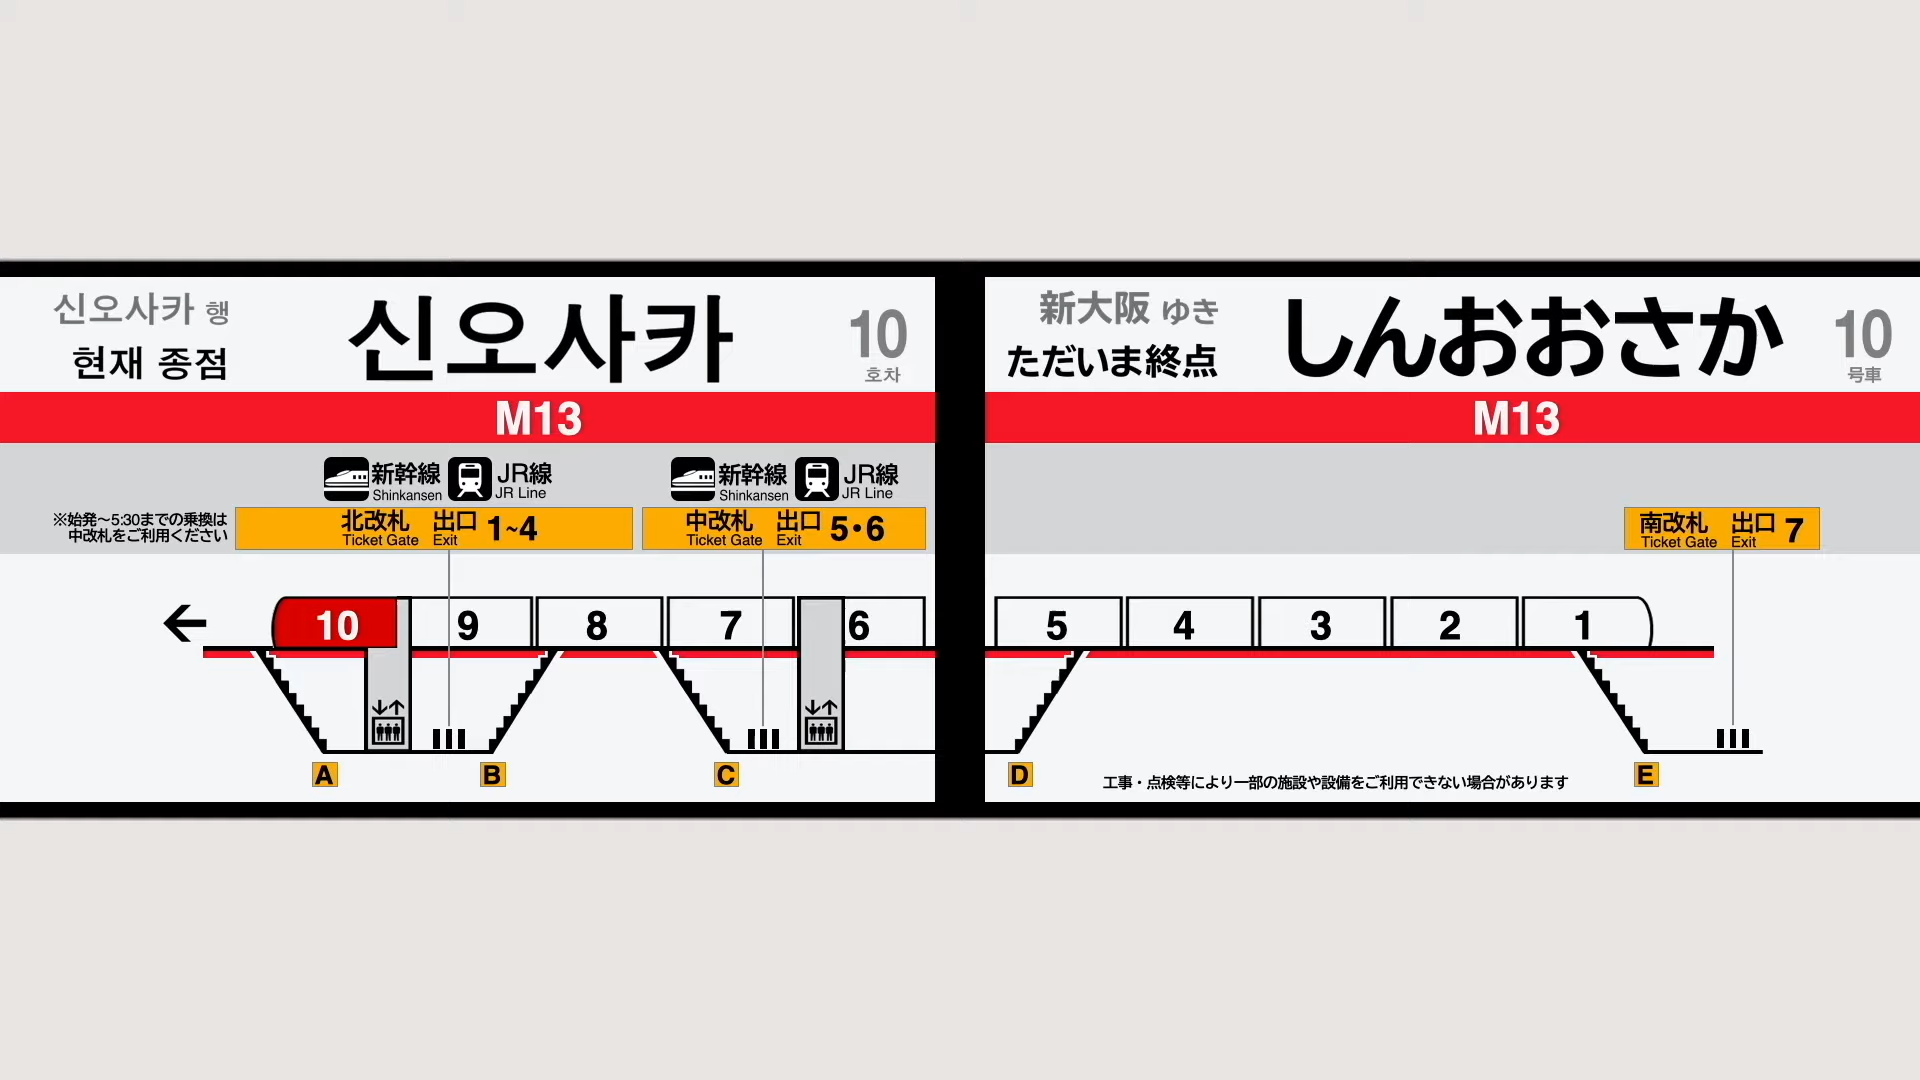 신오사카 행
현재 종점
신오사카
10
호차
M13
新幹線
Shinkansen
JR線
JR Line
新幹線
Shinkansen
JR線
JR Line
※始発～5:30までの乗換は
中改札をご利用ください
北改札 出口 1~4
Ticket Gate Exit
中改札 出口 5・6
Ticket Gate Exit
10 9 8 7 6
A B C
新大阪 ゆき
ただいま終点
しんおおさか
10
号車
M13
南改札 出口 7
Ticket Gate Exit
5 4 3 2 1
D E
工事・点検等により一部の施設や設備をご利用できない場合があります